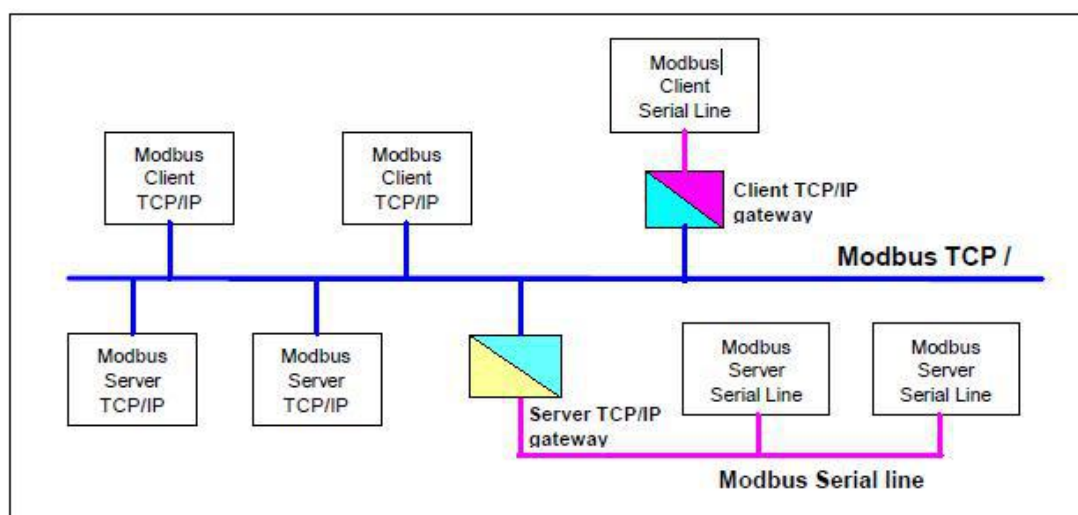 Modbus
Client
Serial Line
Modbus
Client
TCP/IP
Modbus
Client
TCP/IP
Client TCP/IP
gateway
Modbus TCP /
Modbus
Server
TCP/IP
Modbus
Server
TCP/IP
Server TCP/IP
gateway
Modbus
Server
Serial Line
Modbus
Server
Serial Line
Modbus Serial line